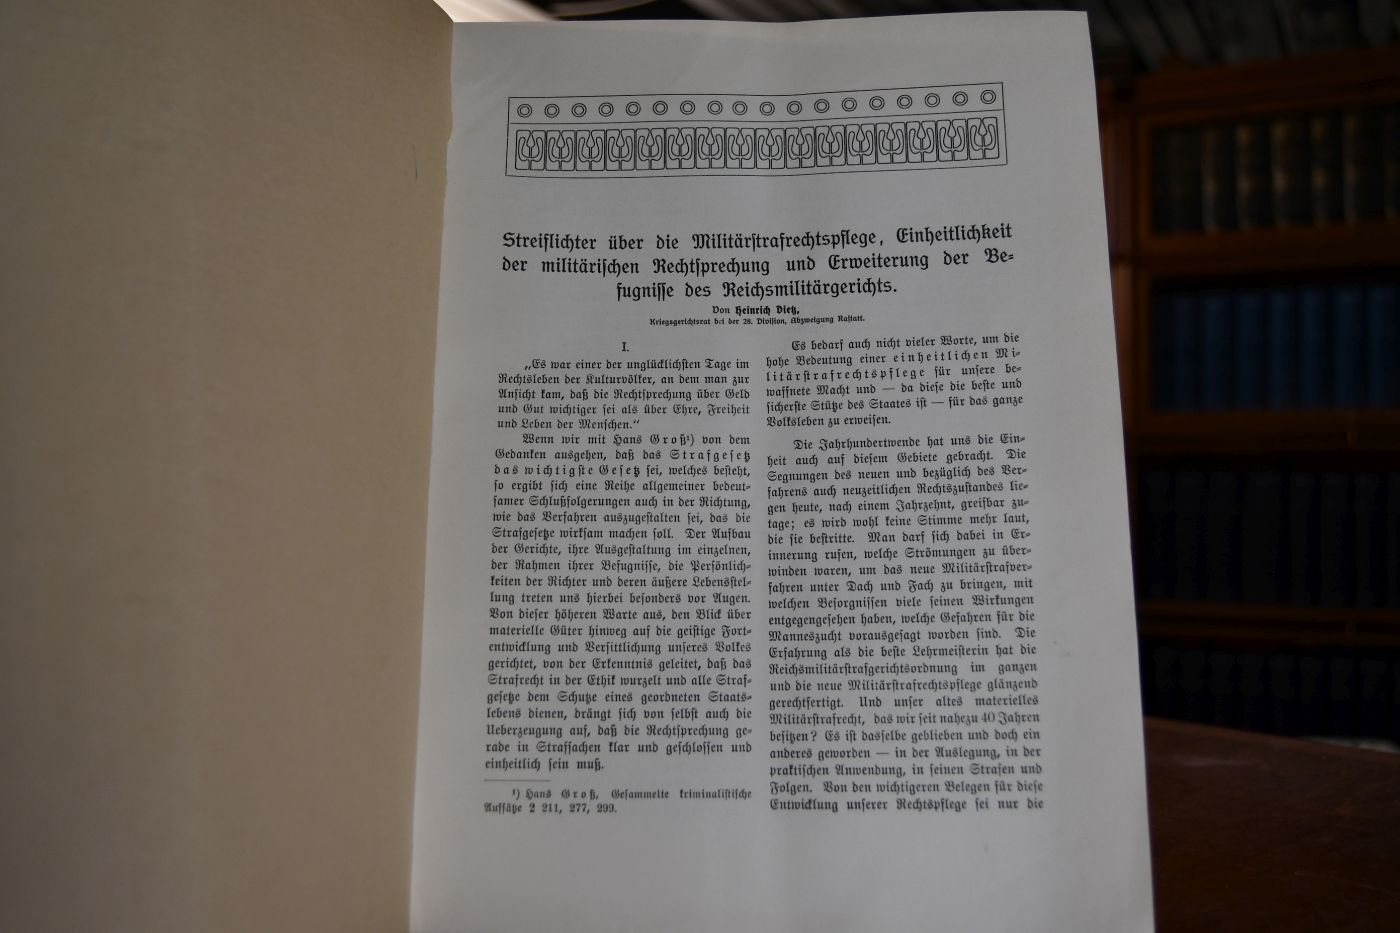 Streiflichter über die Militärstrafrechtspflege, Einheitlichkeit
der militärischen Rechtsprechung und Erweiterung der Be-
fugnisse des Reichsmilitärgerichts.
Von Heinrich Dietz,
Kriegsgerichtsrat bei der 28. Division, Abzweigung Rastatt.
I.
„Es war einer der unglücklichsten Tage im
Rechtsleben der Kulturvölker, an dem man zur
Ansicht kam, daß die Rechtsprechung über Geld
und Gut wichtiger sei als über Ehre, Freiheit
und Leben der Menschen.“
Wenn wir mit Hans Groß¹) von dem
Gedanken ausgehen, daß das Strafgesetz
das wichtigste Gesetz sei, welches besteht,
so ergibt sich eine Reihe allgemeiner bedeut-
samer Schlußfolgerungen auch in der Richtung,
wie das Verfahren auszugestalten sei, das die
Strafgesetze wirksam machen soll. Der Aufbau
der Gerichte, ihre Ausgestaltung im einzelnen,
der Rahmen ihrer Befugnisse, die Persönlich-
keiten der Richter und deren äußere Lebensstel-
lung treten uns hierbei besonders vor Augen.
Von dieser höheren Warte aus, den Blick über
materielle Güter hinweg auf die geistige Fort-
entwicklung und Versittlichung unseres Volkes
gerichtet, von der Erkenntnis geleitet, daß das
Strafrecht in der Ethik wurzelt und alle Straf-
gesetze dem Schutze eines geordneten Staats-
lebens dienen, drängt sich von selbst auch die
Ueberzeugung auf, daß die Rechtsprechung ge-
rade in Strafsachen klar und geschlossen und
einheitlich sein muß.
¹) Hans Groß, Gesammelte kriminalistische
Aufsätze 2 211, 277, 299.
Es bedarf auch nicht vieler Worte, um die
hohe Bedeutung einer einheitlichen Mi-
litärstrafrechtspflege für unsere be-
waffnete Macht und — da diese die beste und
sicherste Stütze des Staates ist — für das ganze
Volksleben zu erweisen.
Die Jahrhundertwende hat uns die Ein-
heit auch auf diesem Gebiete gebracht. Die
Segnungen des neuen und bezüglich des Ver-
fahrens auch neuzeitlichen Rechtszustandes lie-
gen heute, nach einem Jahrzehnt, greifbar zu-
tage; es wird wohl keine Stimme mehr laut,
die sie bestritte. Man darf sich dabei in Er-
innerung rufen, welche Strömungen zu über-
winden waren, um das neue Militärstrafver-
fahren unter Dach und Fach zu bringen, mit
welchen Besorgnissen viele seinen Wirkungen
entgegengesehen haben, welche Gefahren für die
Manneszucht vorausgesagt worden sind. Die
Erfahrung als die beste Lehrmeisterin hat die
Reichsmilitärstrafgerichtsordnung im ganzen
und die neue Militärstrafrechtspflege glänzend
gerechtfertigt. Und unser altes materielles
Militärstrafrecht, das wir seit nahezu 40 Jahren
besitzen? Es ist dasselbe geblieben und doch ein
anderes geworden — in der Auslegung, in der
praktischen Anwendung, in seinen Strafen und
Folgen. Von den wichtigeren Belegen für diese
Entwicklung unserer Rechtspflege sei nur die